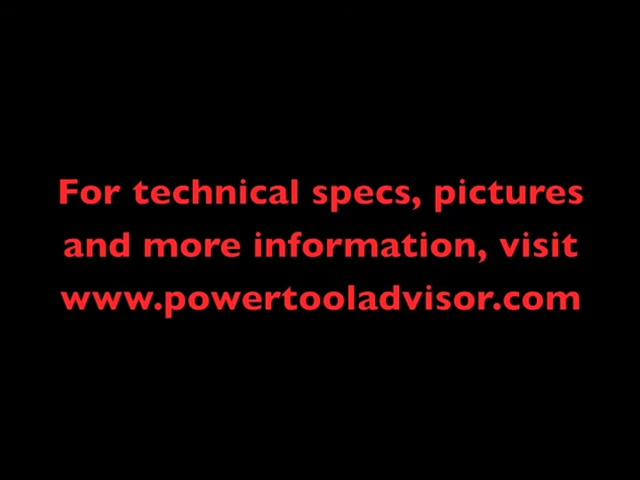 For technical specs, pictures
and more information, visit
www.powertooladvisor.com